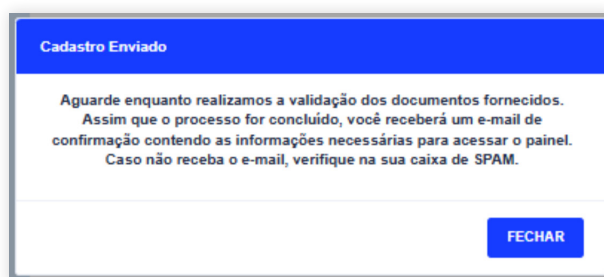 Cadastro Enviado
Aguarde enquanto realizamos a validação dos documentos fornecidos.
Assim que o processo for concluído, você receberá um e-mail de
confirmação contendo as informações necessárias para acessar o painel.
Caso não receba o e-mail, verifique na sua caixa de SPAM.
FECHAR